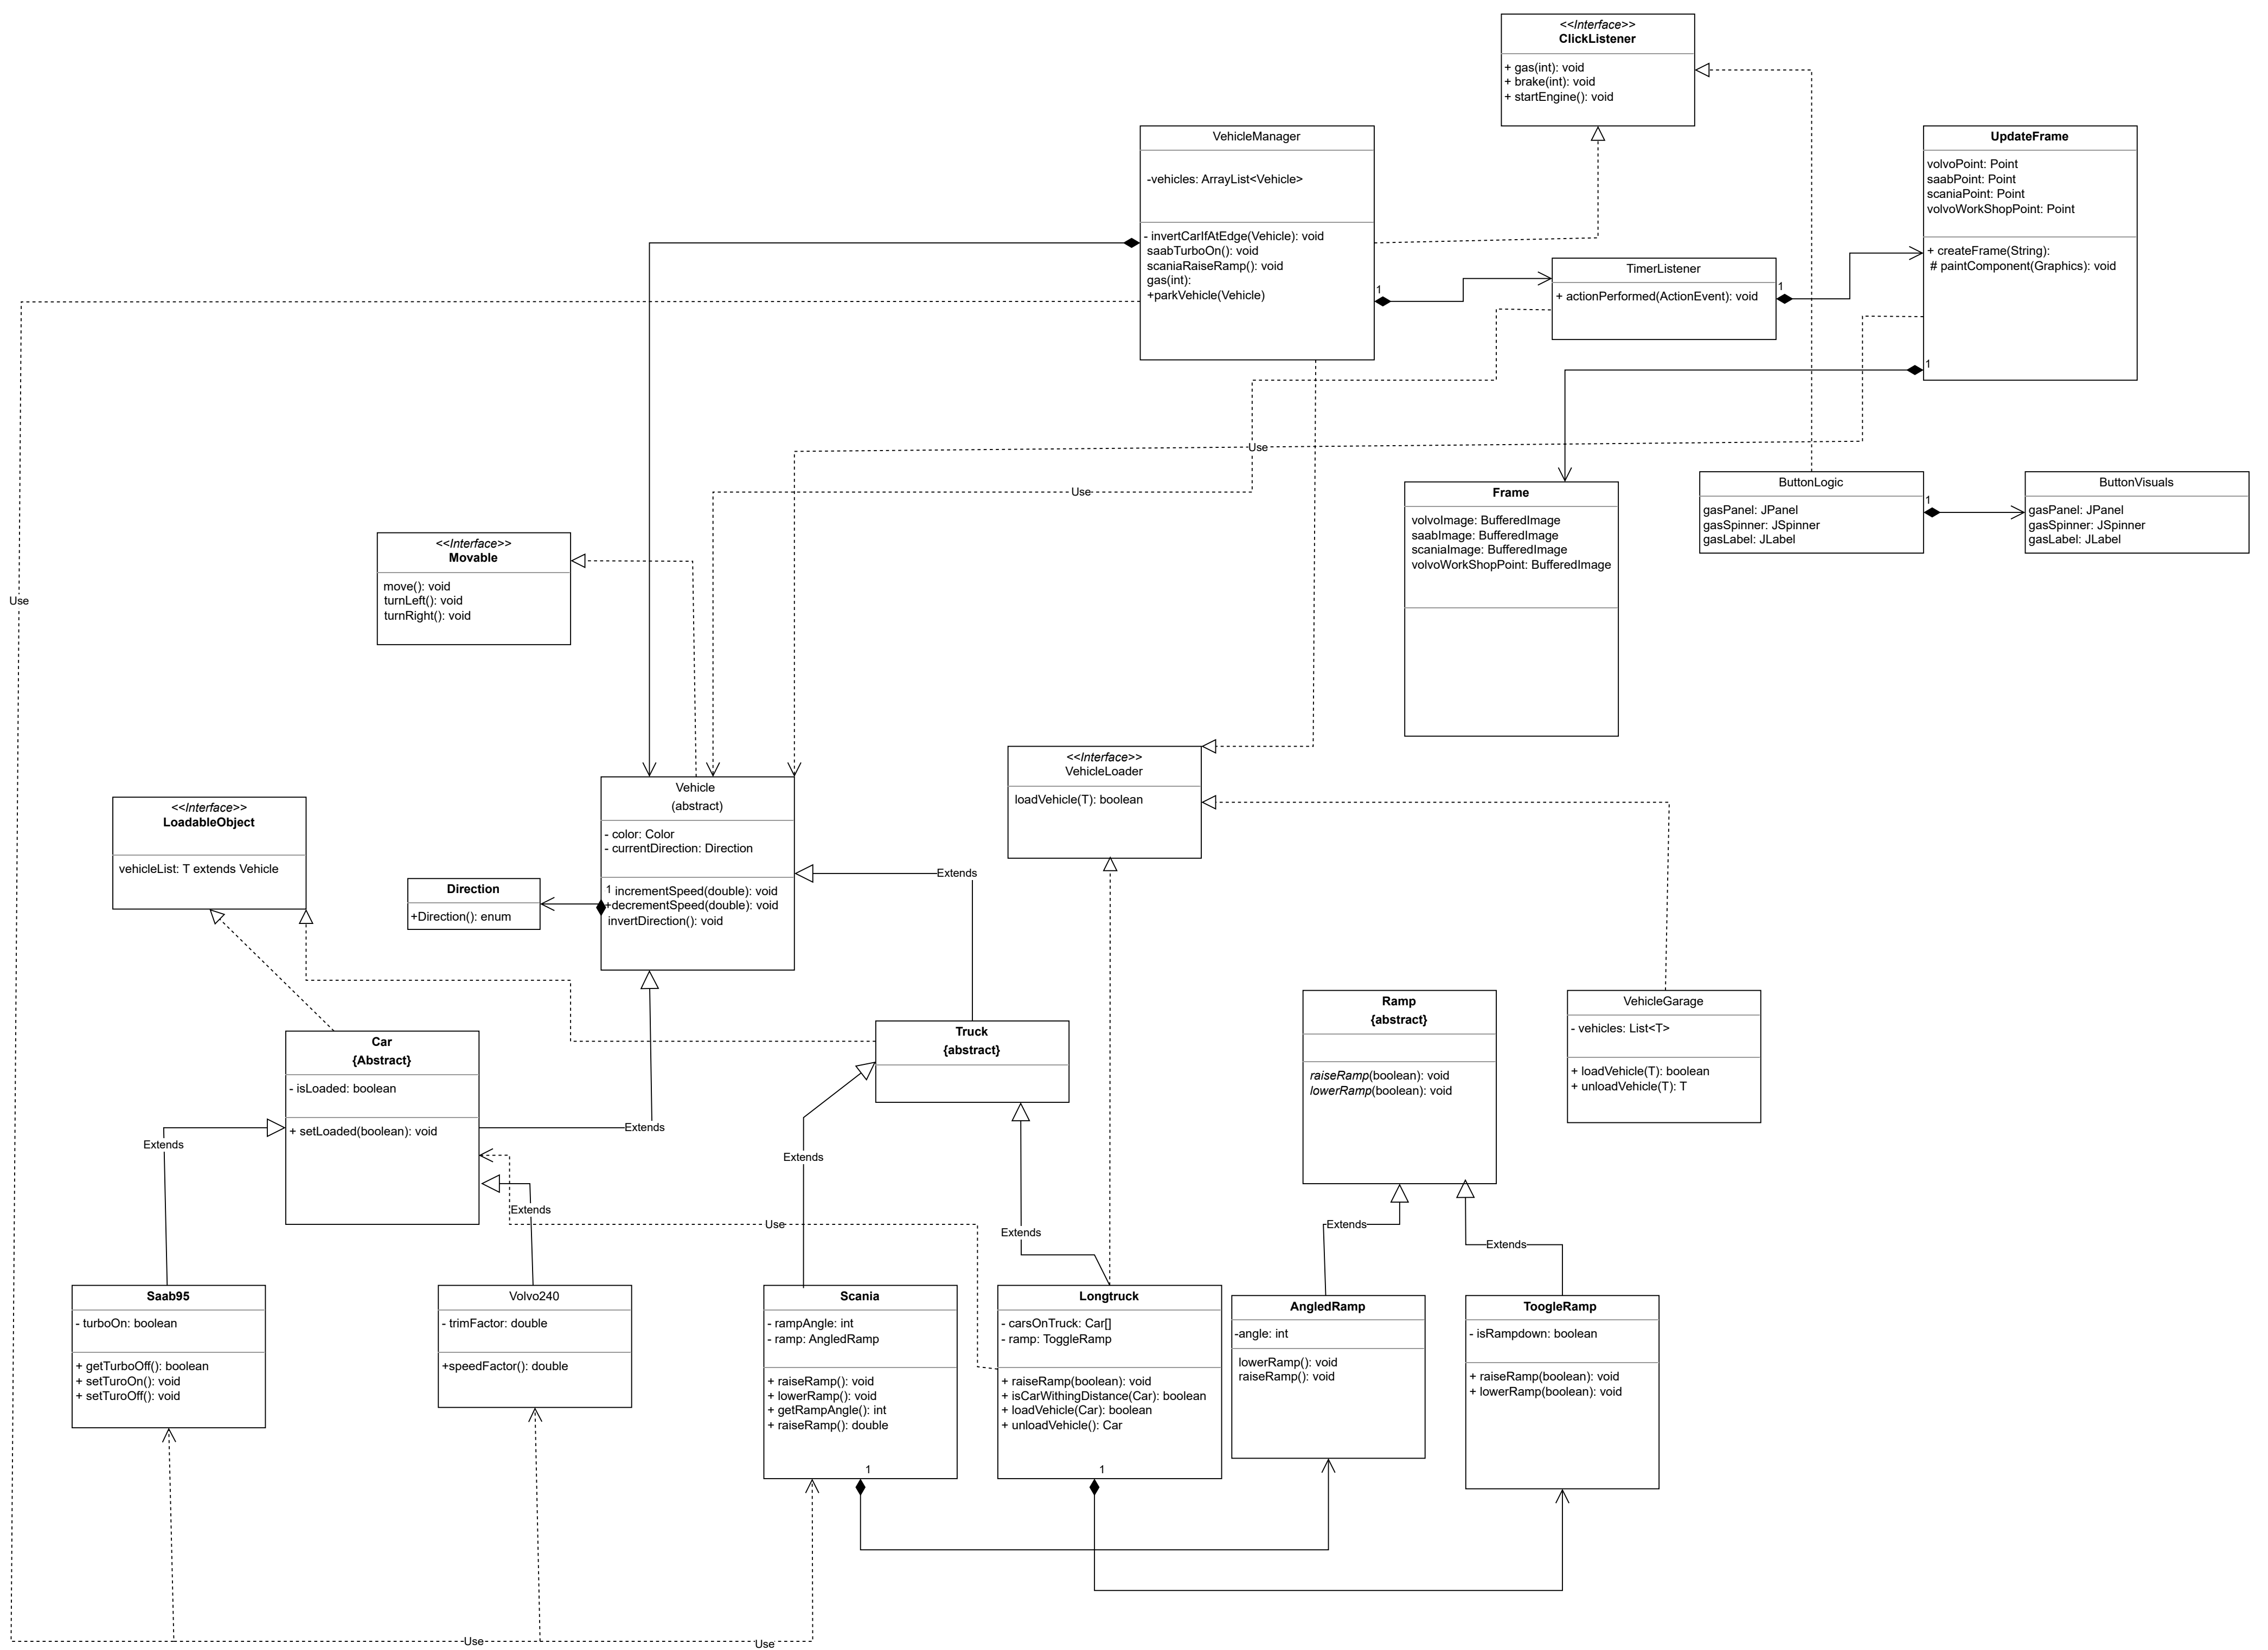 <<Interface>>
ClickListener
+ gas(int): void
+ brake(int): void
+ startEngine(): void
VehicleManager
-vehicles: ArrayList<Vehicle>
- invertCarIfAtEdge(Vehicle): void
saabTurboOn(): void
scaniaRaiseRamp(): void
gas(int):
+parkVehicle(Vehicle)
1
TimerListener
+ actionPerformed(ActionEvent): void
1
UpdateFrame
volvoPoint: Point
saabPoint: Point
scaniaPoint: Point
volvoWorkShopPoint: Point
+ createFrame(String):
# paintComponent(Graphics): void
1
Use
Use
Use
Frame
volvoImage: BufferedImage
saabImage: BufferedImage
scaniaImage: BufferedImage
volvoWorkShopPoint: BufferedImage
ButtonLogic
gasPanel: JPanel
gasSpinner: JSpinner
gasLabel: JLabel
1
ButtonVisuals
gasPanel: JPanel
gasSpinner: JSpinner
gasLabel: JLabel
<<Interface>>
Movable
move(): void
turnLeft(): void
turnRight(): void
<<Interface>>
VehicleLoader
loadVehicle(T): boolean
<<Interface>>
LoadableObject
vehicleList: T extends Vehicle
Vehicle
(abstract)
- color: Color
- currentDirection: Direction
1
incrementSpeed(double): void
+decrementSpeed(double): void
invertDirection(): void
Direction
+Direction(): enum
Extends
Truck
{abstract}
Ramp
{abstract}
raiseRamp(boolean): void
lowerRamp(boolean): void
VehicleGarage
- vehicles: List<T>
+ loadVehicle(T): boolean
+ unloadVehicle(T): T
Car
{Abstract}
- isLoaded: boolean
+ setLoaded(boolean): void
Extends
Extends
Extends
Extends
Use
Extends
Extends
Extends
Saab95
- turboOn: boolean
+ getTurboOff(): boolean
+ setTuroOn(): void
+ setTuroOff(): void
Volvo240
- trimFactor: double
+speedFactor(): double
Scania
- rampAngle: int
- ramp: AngledRamp
+ raiseRamp(): void
+ lowerRamp(): void
+ getRampAngle(): int
+ raiseRamp(): double
1
Longtruck
- carsOnTruck: Car[]
- ramp: ToggleRamp
+ raiseRamp(boolean): void
+ isCarWithingDistance(Car): boolean
+ loadVehicle(Car): boolean
+ unloadVehicle(): Car
1
AngledRamp
-angle: int
lowerRamp(): void
raiseRamp(): void
ToogleRamp
- isRampdown: boolean
+ raiseRamp(boolean): void
+ lowerRamp(boolean): void
Use
Use